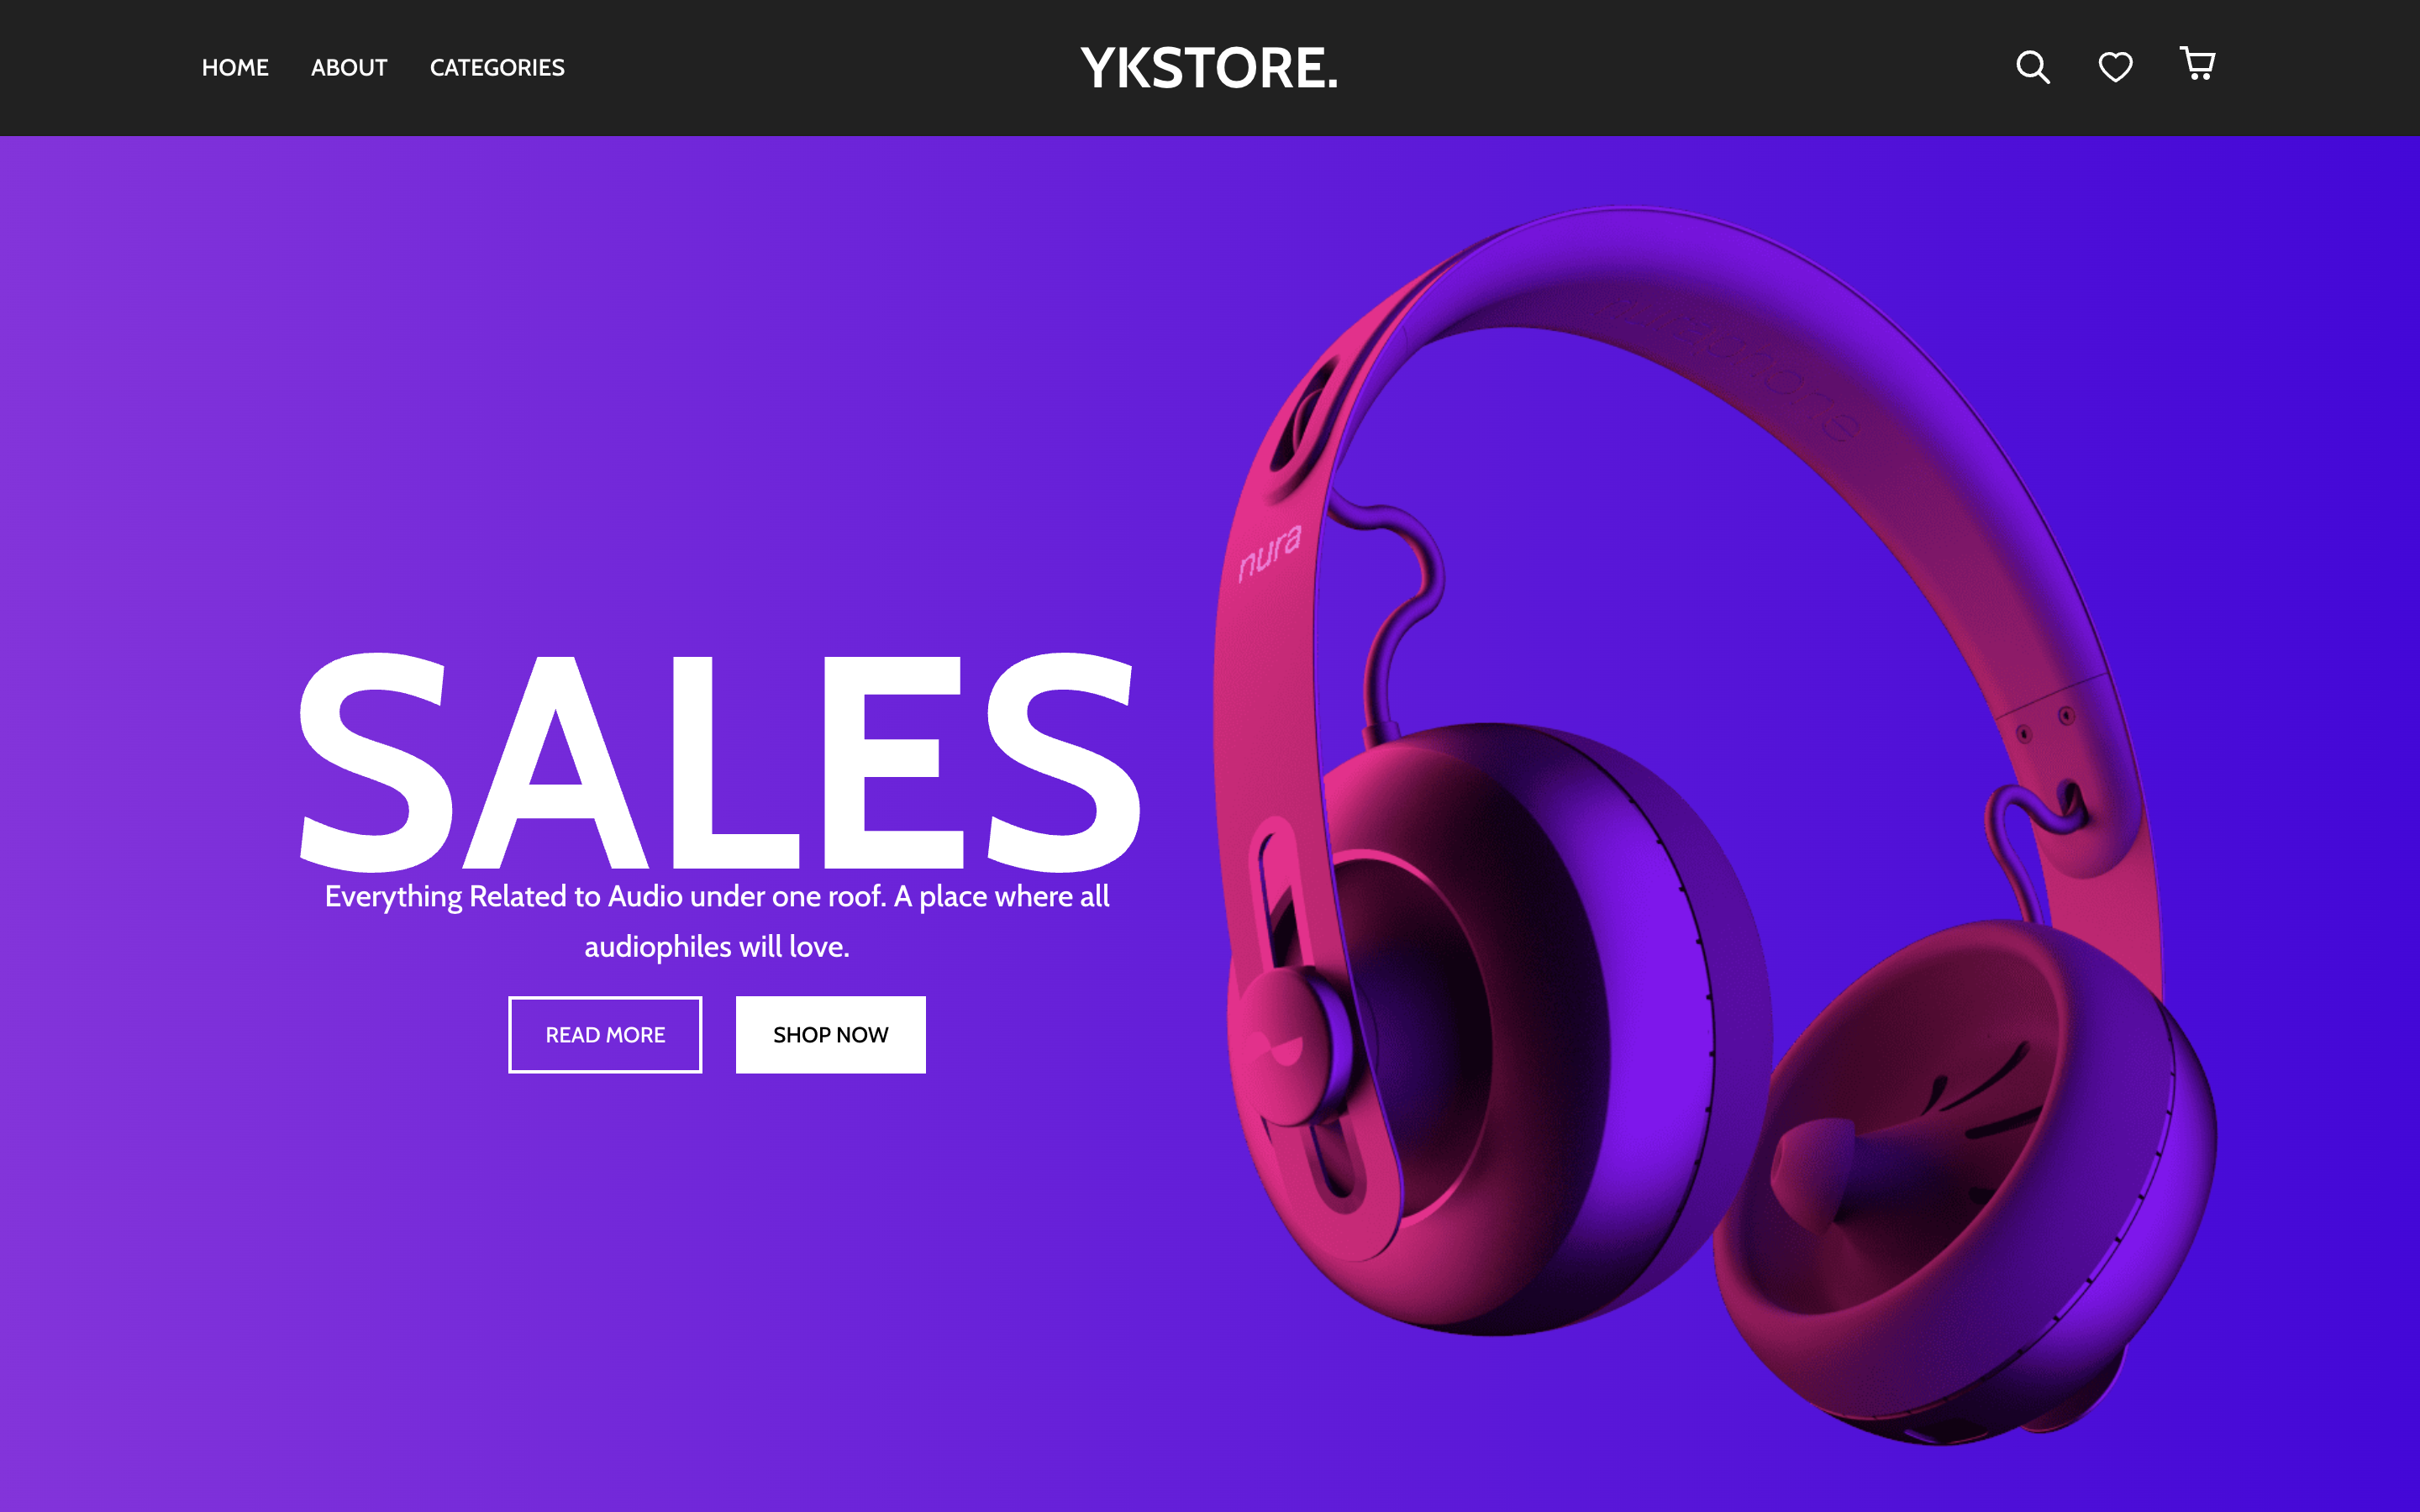 HOME ABOUT CATEGORIES YKSTORE.
nuraphone
nura
SALES
Everything Related to Audio under one roof. A place where all
audiophiles will love.
READ MORE SHOP NOW